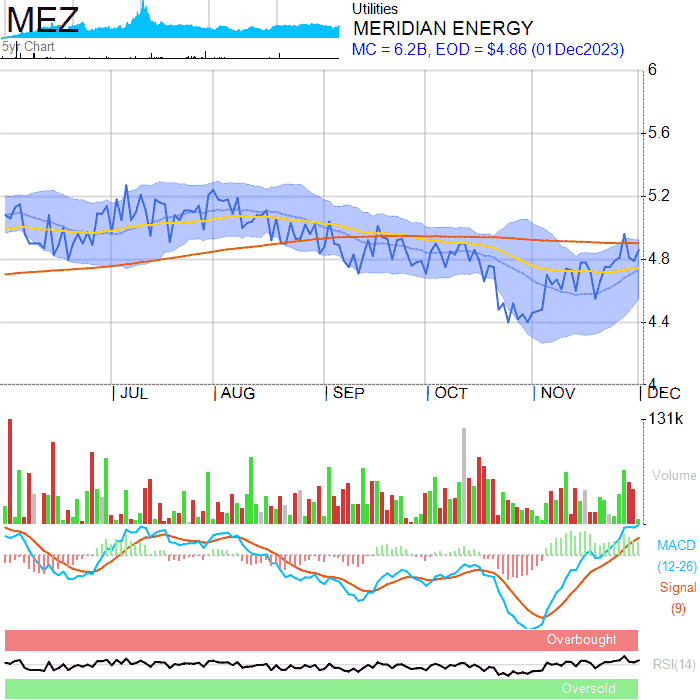 MEZ
5yr Chart
Utilities
MERIDIAN ENERGY
MC = 6.2B, EOD = $4.86 (01Dec2023)
6
5.6
5.2
4.8
4.4
4
JUL
AUG
SEP
OCT
NOV
DEC
131k
Volume
MACD
(12-26)
Signal
(9)
Overbought
RSI(14)
Oversold